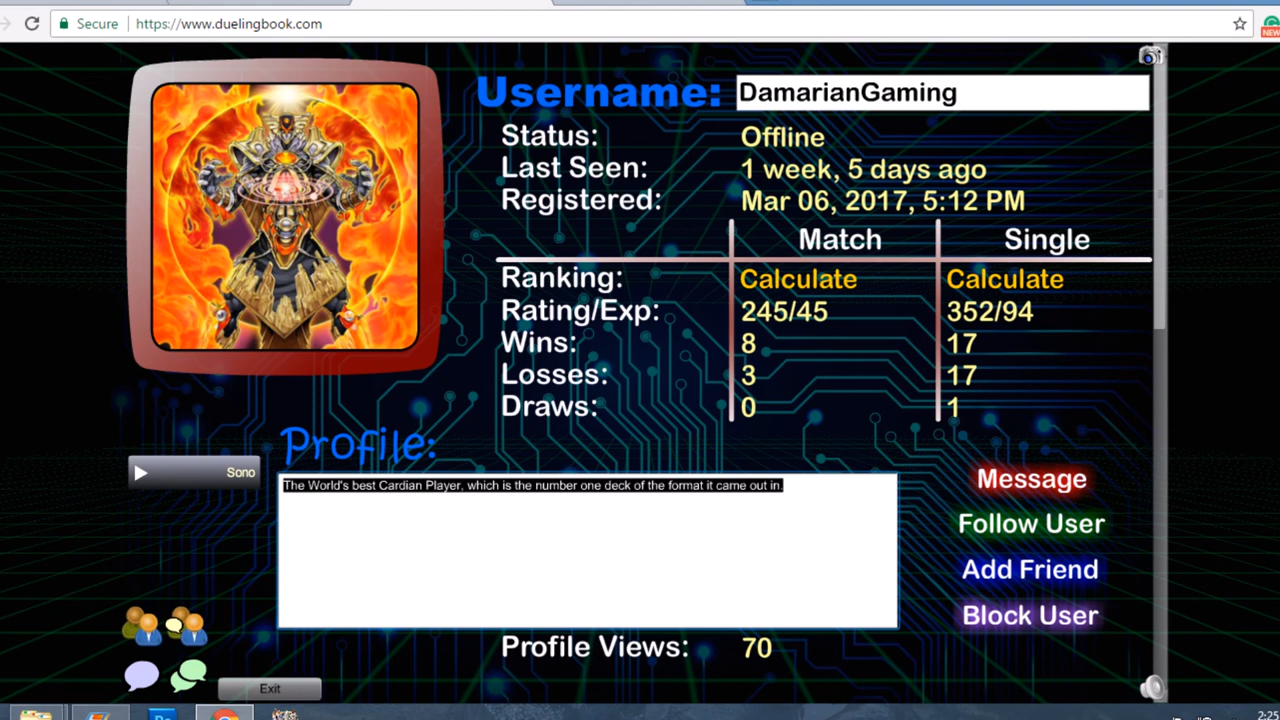 Secure https://www.duelingbook.com
NEW
Username: DamarianGaming
Status: Offline
Last Seen: 1 week, 5 days ago
Registered: Mar 06, 2017, 5:12 PM
Match Single
Ranking: Calculate Calculate
Rating/Exp: 245/45 352/94
Wins: 8 17
Losses: 3 17
Draws: 0 1
Profile:
Sono
The World's best Cardian Player, which is the number one deck of the format it came out in.
Message
Follow User
Add Friend
Block User
Profile Views: 70
Exit
2:25